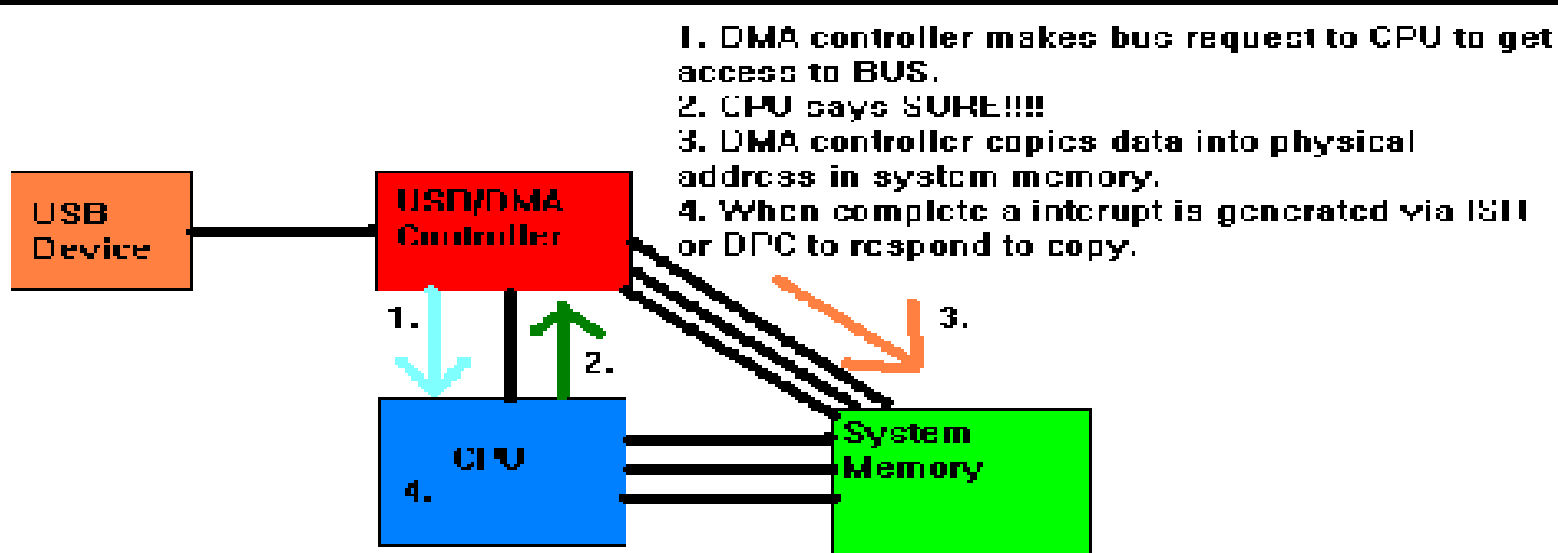 1. DMA controller makes bus request to CPU to get
access to BUS.
2. CPU says SURE!!!!
3. DMA controller copies data into physical
address in system memory.
4. When complete a interupt is generated via ISR
or DPC to respond to copy.
USB
Device
USB/DMA
Controller
1.
2.
3.
CPU
4.
System
Memory